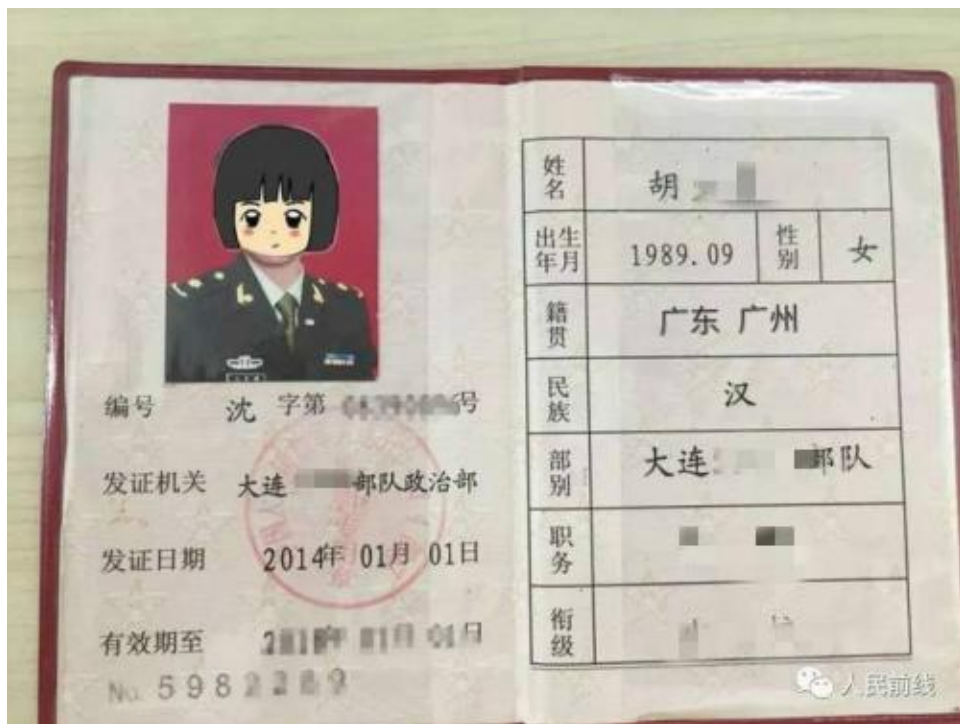 编号 沈 字第 号
发证机关 大连 部队政治部
发证日期 2014年 01月 01日
有效期至
No. 598
姓名 胡
出生年月 1989.09 性别 女
籍贯 广东 广州
民族 汉
部别 大连 部队
职务
衔级
人民前线